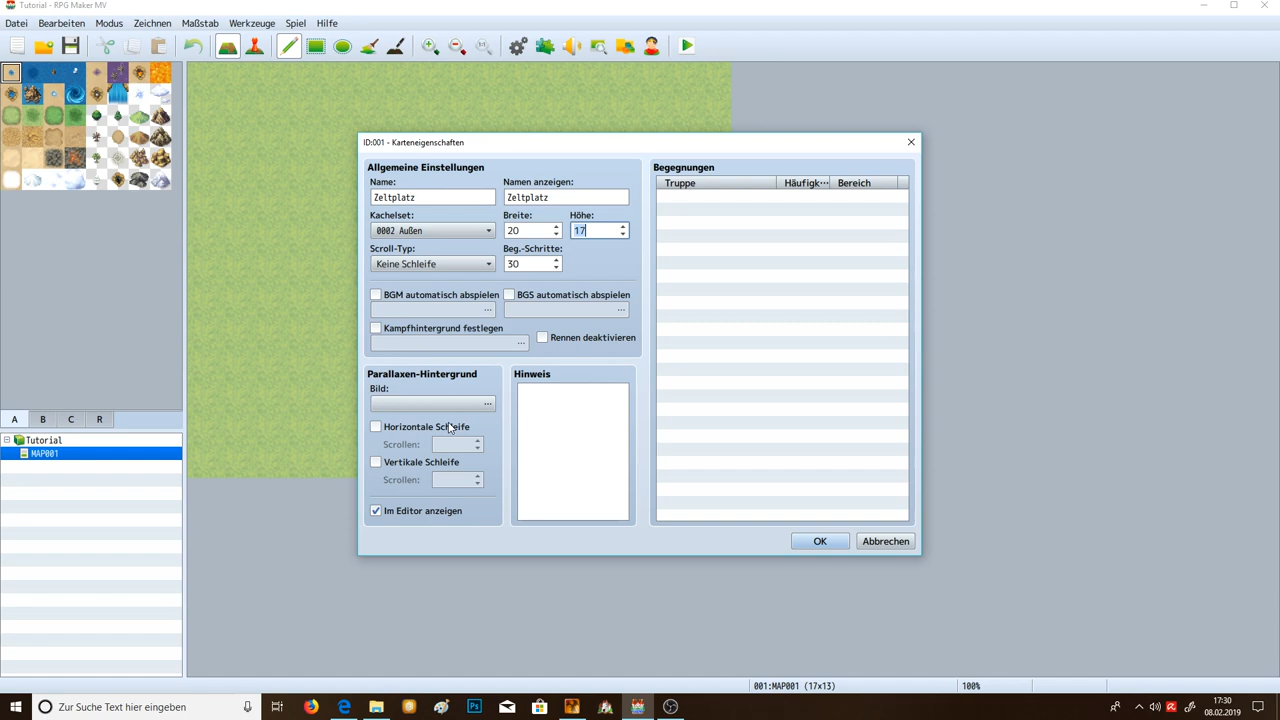 Tutorial - RPG Maker MV
Datei Bearbeiten Modus Zeichnen Maßstab Werkzeuge Spiel Hilfe
ID:001 - Karteneigenschaften
Allgemeine Einstellungen
Begegnungen
Name: Namen anzeigen:
Truppe Häufigk··· Bereich
Zeltplatz Zeltplatz
Kachelset: Breite: Höhe:
0002 Außen 20 17
Scroll-Typ: Beg.-Schritte:
Keine Schleife 30
BGM automatisch abspielen BGS automatisch abspielen
Kampfhintergrund festlegen
Rennen deaktivieren
Parallaxen-Hintergrund Hinweis
Bild:
Horizontale Schleife
Scrollen:
Vertikale Schleife
Scrollen:
Im Editor anzeigen
OK Abbrechen
A B C R
Tutorial
MAP001
001:MAP001 (17x13) 100%
Zur Suche Text hier eingeben
Ps
17:30
08.02.2019